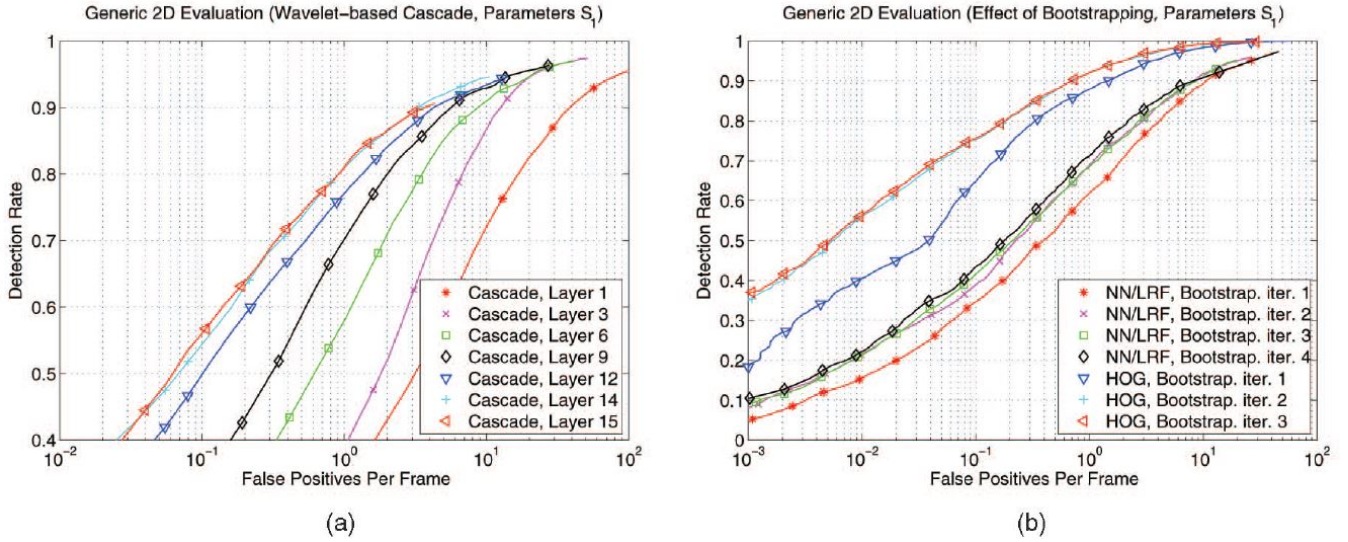 Generic 2D Evaluation (Wavelet-based Cascade, Parameters S1)
1
0.9
0.8
0.7
0.6
0.5
0.4
Detection Rate
10^-2
10^-1
10^0
10^1
10^2
False Positives Per Frame
Cascade, Layer 1
Cascade, Layer 3
Cascade, Layer 6
Cascade, Layer 9
Cascade, Layer 12
Cascade, Layer 14
Cascade, Layer 15
(a)
Generic 2D Evaluation (Effect of Bootstrapping, Parameters S1)
1
0.9
0.8
0.7
0.6
0.5
0.4
0.3
0.2
0.1
0
Detection Rate
10^-3
10^-2
10^-1
10^0
10^1
10^2
False Positives Per Frame
NN/LRF, Bootstrap. iter. 1
NN/LRF, Bootstrap. iter. 2
NN/LRF, Bootstrap. iter. 3
NN/LRF, Bootstrap. iter. 4
HOG, Bootstrap. iter. 1
HOG, Bootstrap. iter. 2
HOG, Bootstrap. iter. 3
(b)